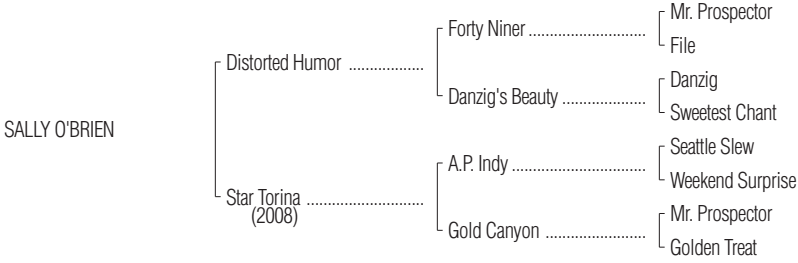 Mr. Prospector
Forty Niner ............................
File
Distorted Humor ..................
Danzig
Danzig's Beauty ....................
Sweetest Chant
SALLY O'BRIEN
Seattle Slew
A.P. Indy ................................
Weekend Surprise
Star Torina ............................
(2008)
Mr. Prospector
Gold Canyon ........................
Golden Treat